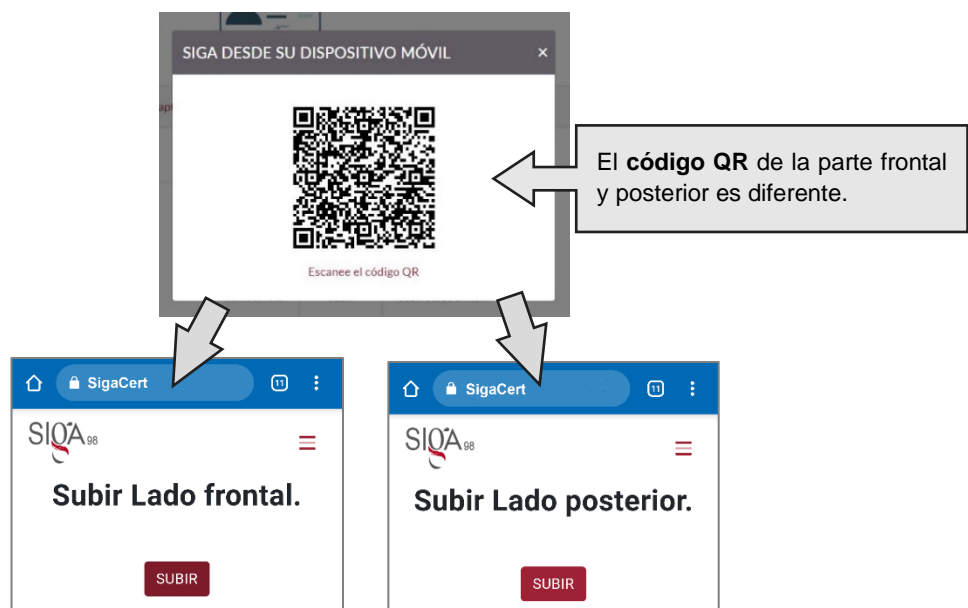 SIGA DESDE SU DISPOSITIVO MÓVIL ×
Escanee el código QR
El código QR de la parte frontal
y posterior es diferente.
SigaCert 11
SIGA 98
Subir Lado frontal.
SUBIR
SigaCert 11
SIGA 98
Subir Lado posterior.
SUBIR